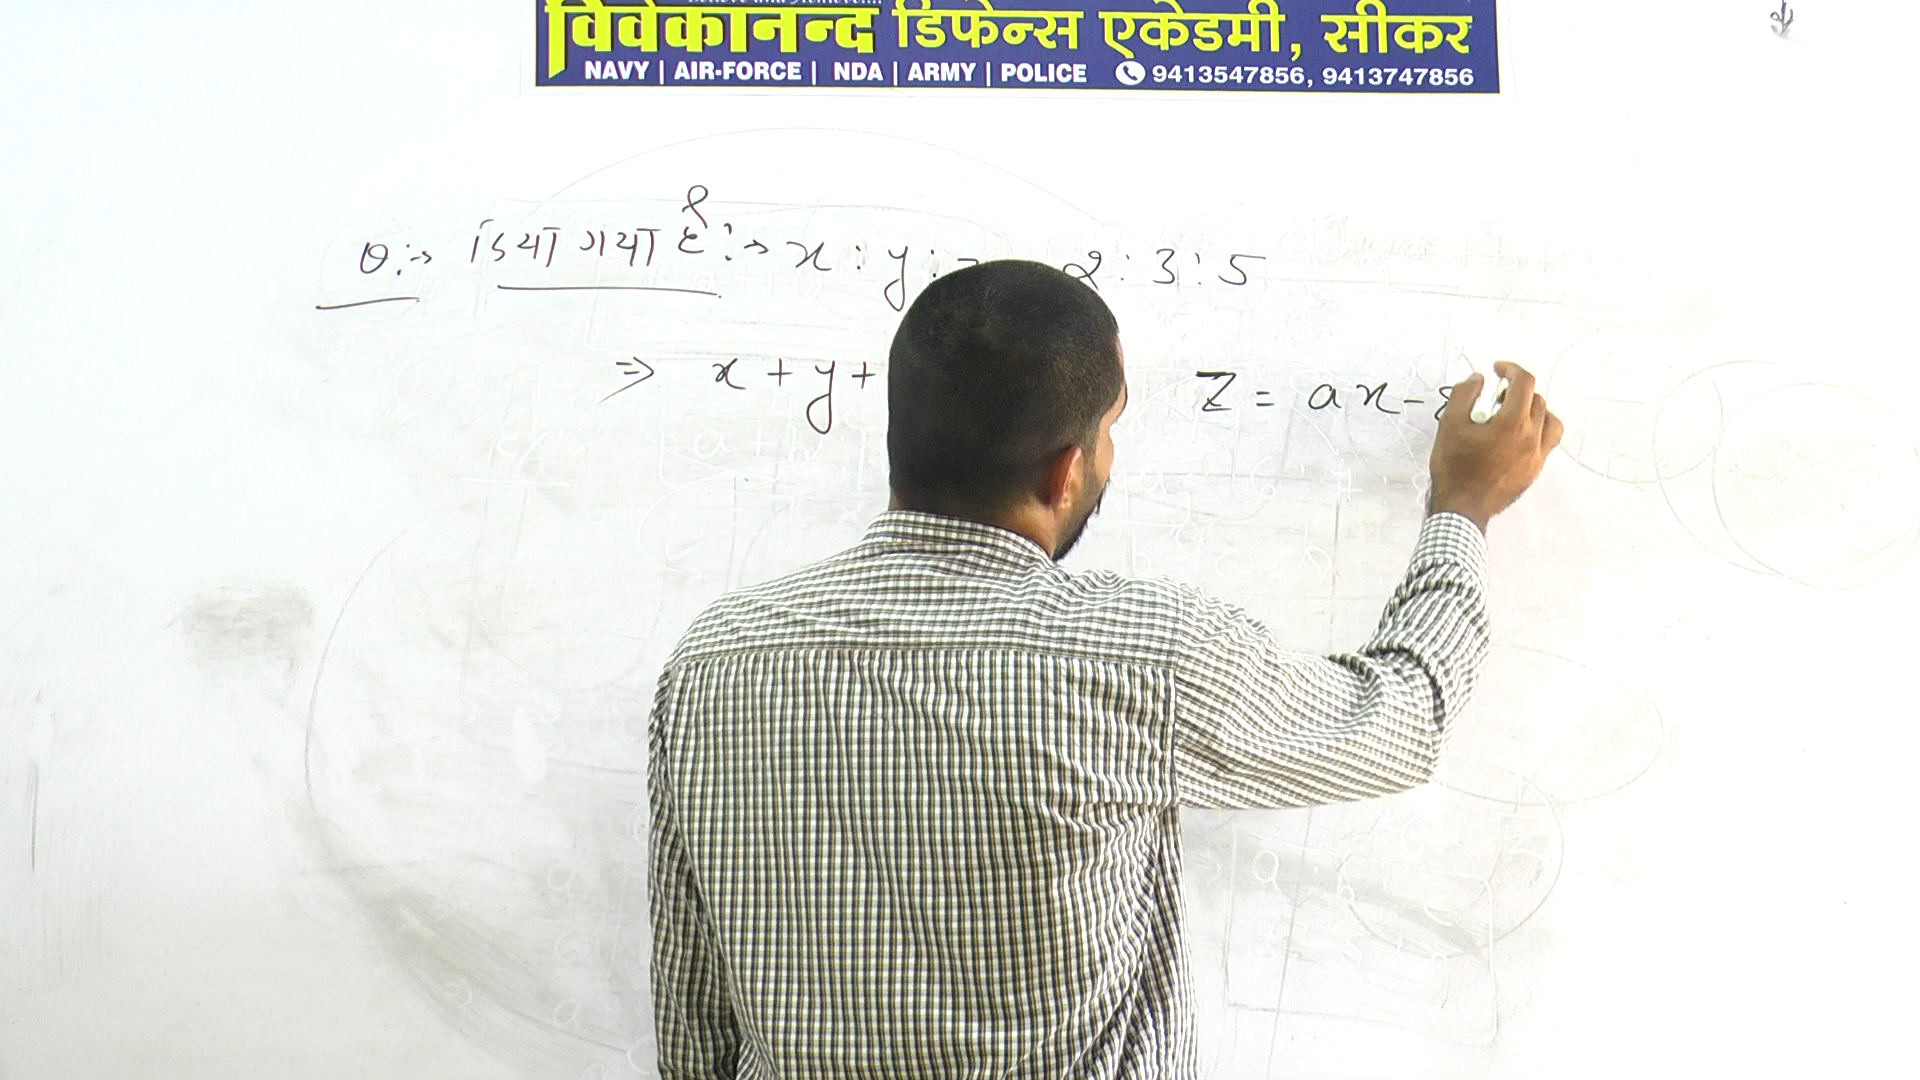 विवेकानन्द डिफेन्स एकेडमी, सीकर
NAVY | AIR-FORCE | NDA | ARMY | POLICE 9413547856, 9413747856
Q:→ दिया गया है:→ x : y : 2 : 3 : 5
⇒ x + y + Z = ax -